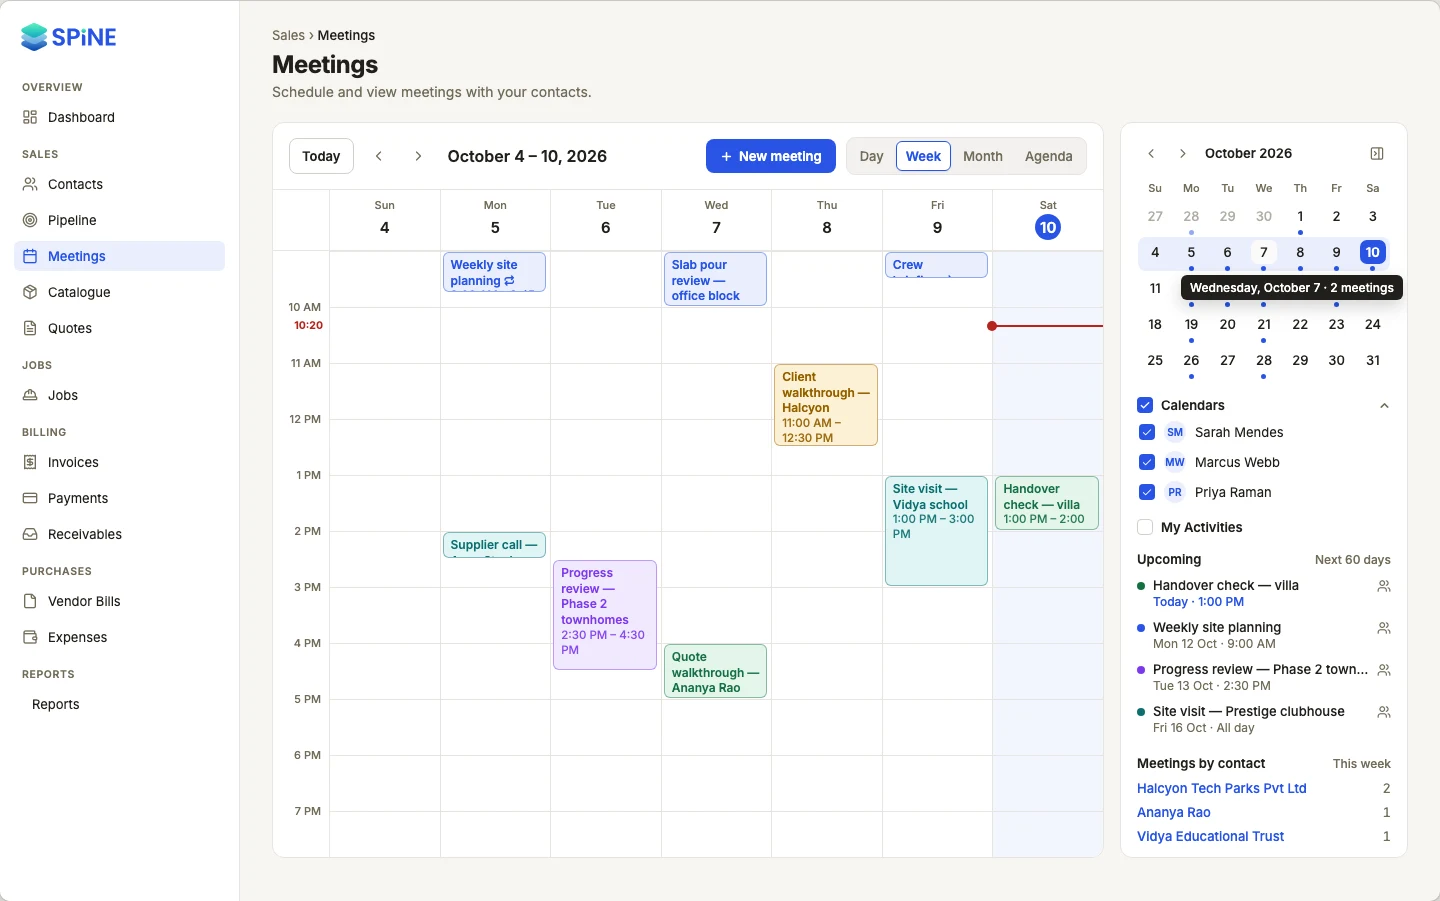 SPiNE
OVERVIEW
Dashboard
SALES
Contacts
Pipeline
Meetings
Catalogue
Quotes
JOBS
Jobs
BILLING
Invoices
Payments
Receivables
PURCHASES
Vendor Bills
Expenses
REPORTS
Reports
Sales › Meetings
Meetings
Schedule and view meetings with your contacts.
Today
October 4 – 10, 2026
+ New meeting
Day Week Month Agenda
Sun Mon Tue Wed Thu Fri Sat
4 5 6 7 8 9 10
10 AM
10:20
11 AM
12 PM
1 PM
2 PM
3 PM
4 PM
5 PM
6 PM
7 PM
Weekly site
planning
Supplier call —
Progress
review —
Phase 2
townhomes
2:30 PM – 4:30
PM
Slab pour
review —
office block
Quote
walkthrough —
Ananya Rao
Client
walkthrough —
Halcyon
11:00 AM –
12:30 PM
Crew
Site visit —
Vidya school
1:00 PM – 3:00
PM
Handover
check — villa
1:00 PM – 2:00
October 2026
Su Mo Tu We Th Fr Sa
27 28 29 30 1 2 3
4 5 6 7 8 9 10
11
Wednesday, October 7 · 2 meetings
18 19 20 21 22 23 24
25 26 27 28 29 30 31
Calendars
SM Sarah Mendes
MW Marcus Webb
PR Priya Raman
My Activities
Upcoming Next 60 days
Handover check — villa
Today · 1:00 PM
Weekly site planning
Mon 12 Oct · 9:00 AM
Progress review — Phase 2 town...
Tue 13 Oct · 2:30 PM
Site visit — Prestige clubhouse
Fri 16 Oct · All day
Meetings by contact This week
Halcyon Tech Parks Pvt Ltd 2
Ananya Rao 1
Vidya Educational Trust 1